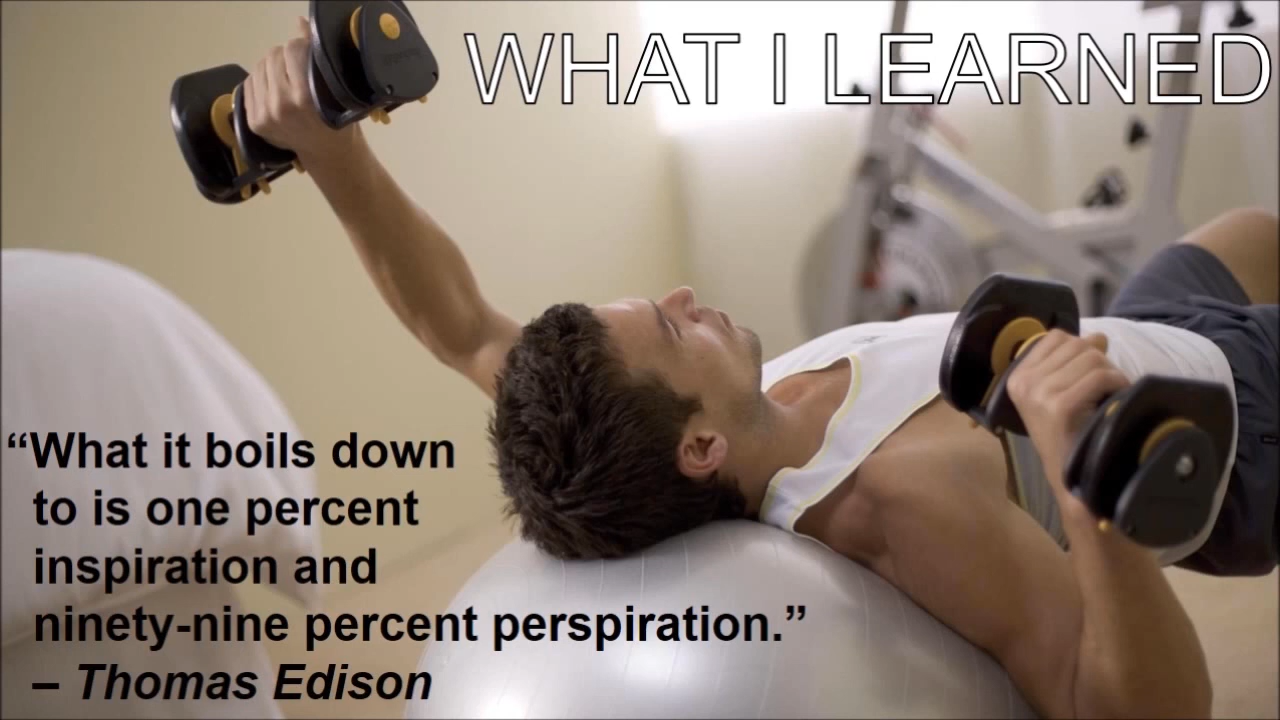 WHAT I LEARNED
“What it boils down
to is one percent
inspiration and
ninety-nine percent perspiration.”
– Thomas Edison